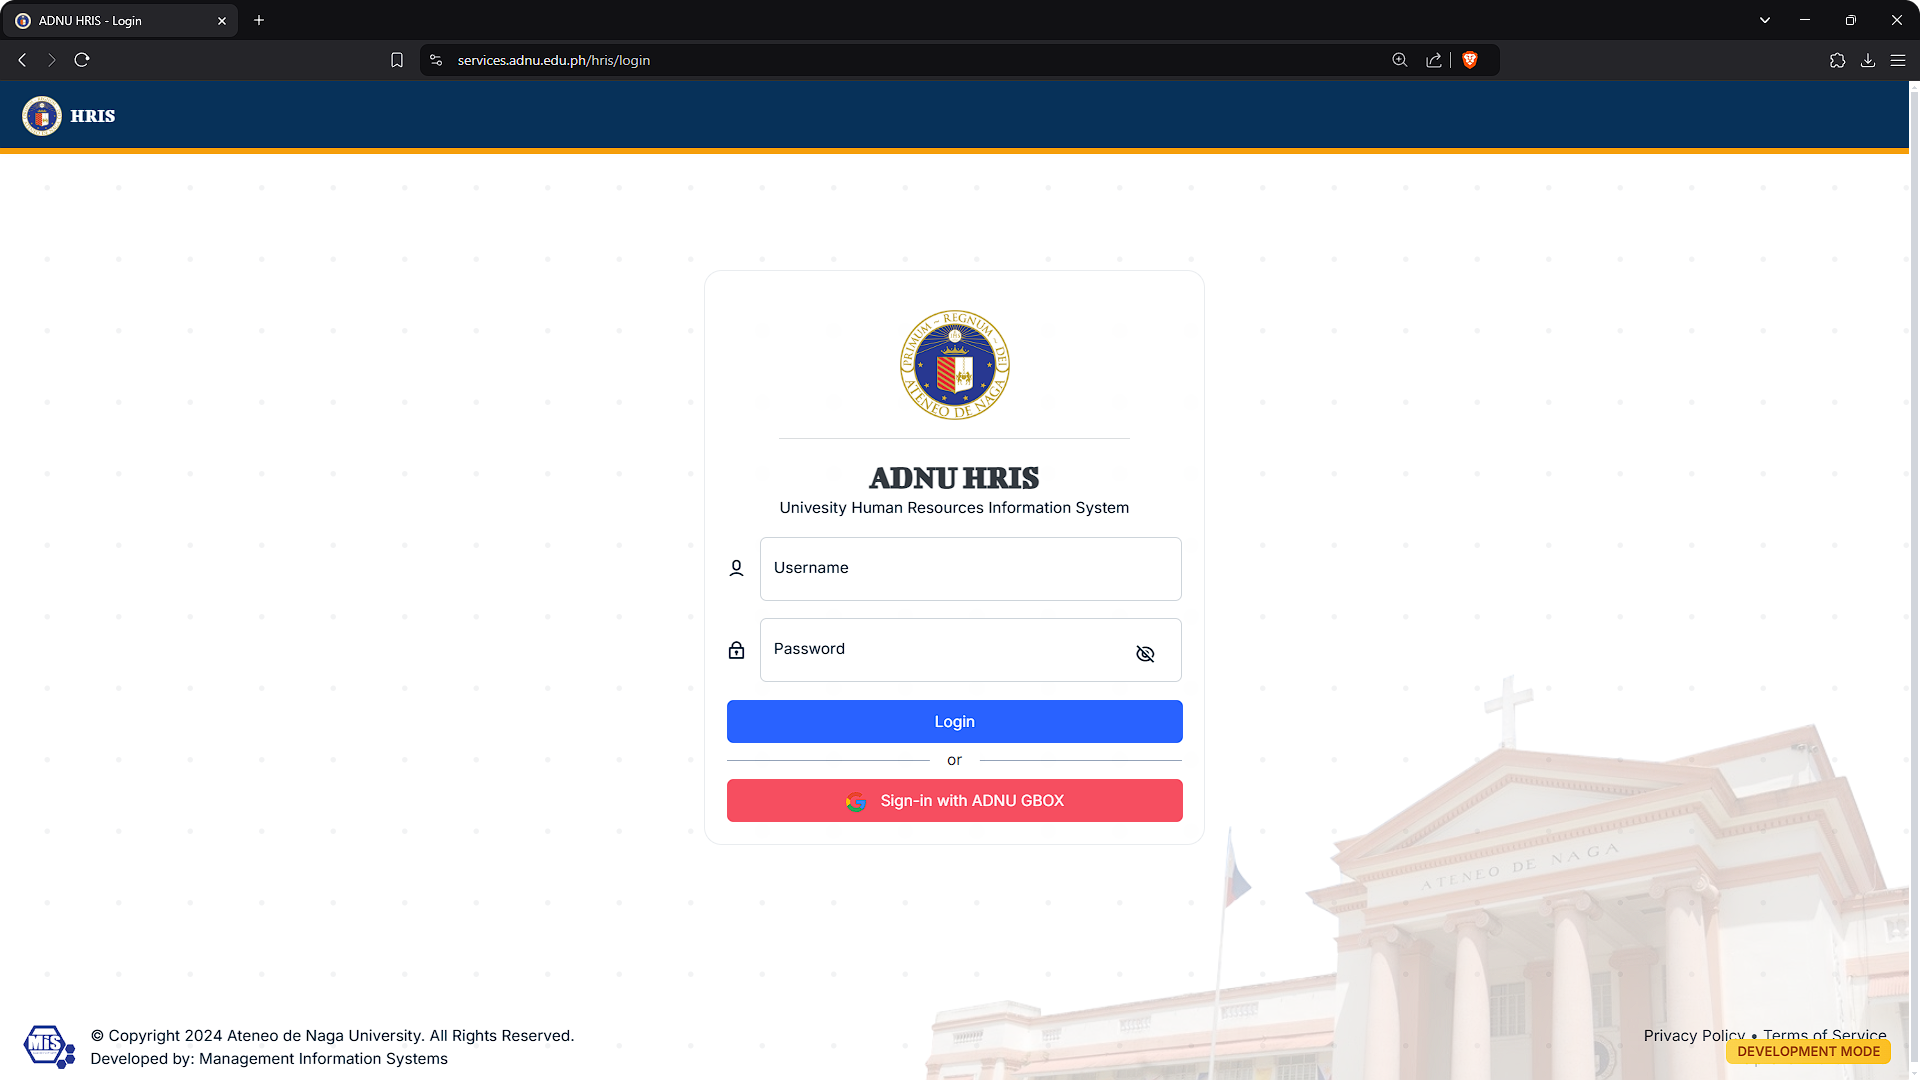 ADNU HRIS - Login
services.adnu.edu.ph/hris/login
HRIS
PRIMUM ~ REGNUM ~ DEI
ATENEO DE NAGA
ADNU HRIS
Univesity Human Resources Information System
Username
Password
Login
or
Sign-in with ADNU GBOX
ATENEO DE NAGA
MiS
© Copyright 2024 Ateneo de Naga University. All Rights Reserved.
Developed by: Management Information Systems
Privacy Policy • Terms of Service
DEVELOPMENT MODE